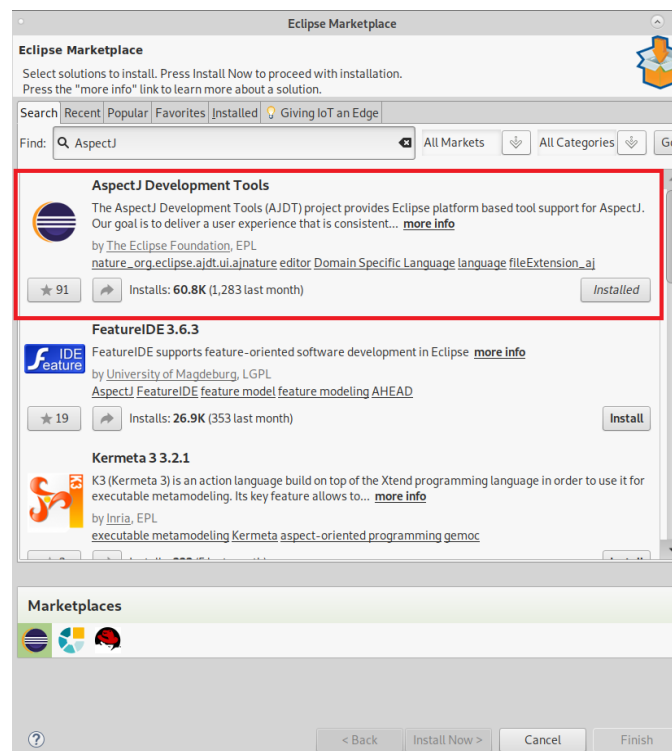 Eclipse Marketplace
Eclipse Marketplace
Select solutions to install. Press Install Now to proceed with installation.
Press the "more info" link to learn more about a solution.
Search Recent Popular Favorites Installed Giving IoT an Edge
Find: AspectJ All Markets All Categories
AspectJ Development Tools
The AspectJ Development Tools (AJDT) project provides Eclipse platform based tool support for AspectJ.
Our goal is to deliver a user experience that is consistent... more info
by The Eclipse Foundation, EPL
nature_org.eclipse.ajdt.ui.ajnature editor Domain Specific Language language fileExtension_aj
91 Installs: 60.8K (1,283 last month) Installed
FeatureIDE 3.6.3
IDE
Feature
FeatureIDE supports feature-oriented software development in Eclipse more info
by University of Magdeburg, LGPL
AspectJ FeatureIDE feature model feature modeling AHEAD
19 Installs: 26.9K (353 last month) Install
Kermeta 3 3.2.1
K3
K3 (Kermeta 3) is an action language build on top of the Xtend programming language in order to use it for
executable metamodeling. Its key feature allows to... more info
by Inria, EPL
executable metamodeling Kermeta aspect-oriented programming gemoc
Marketplaces
? < Back Install Now > Cancel Finish